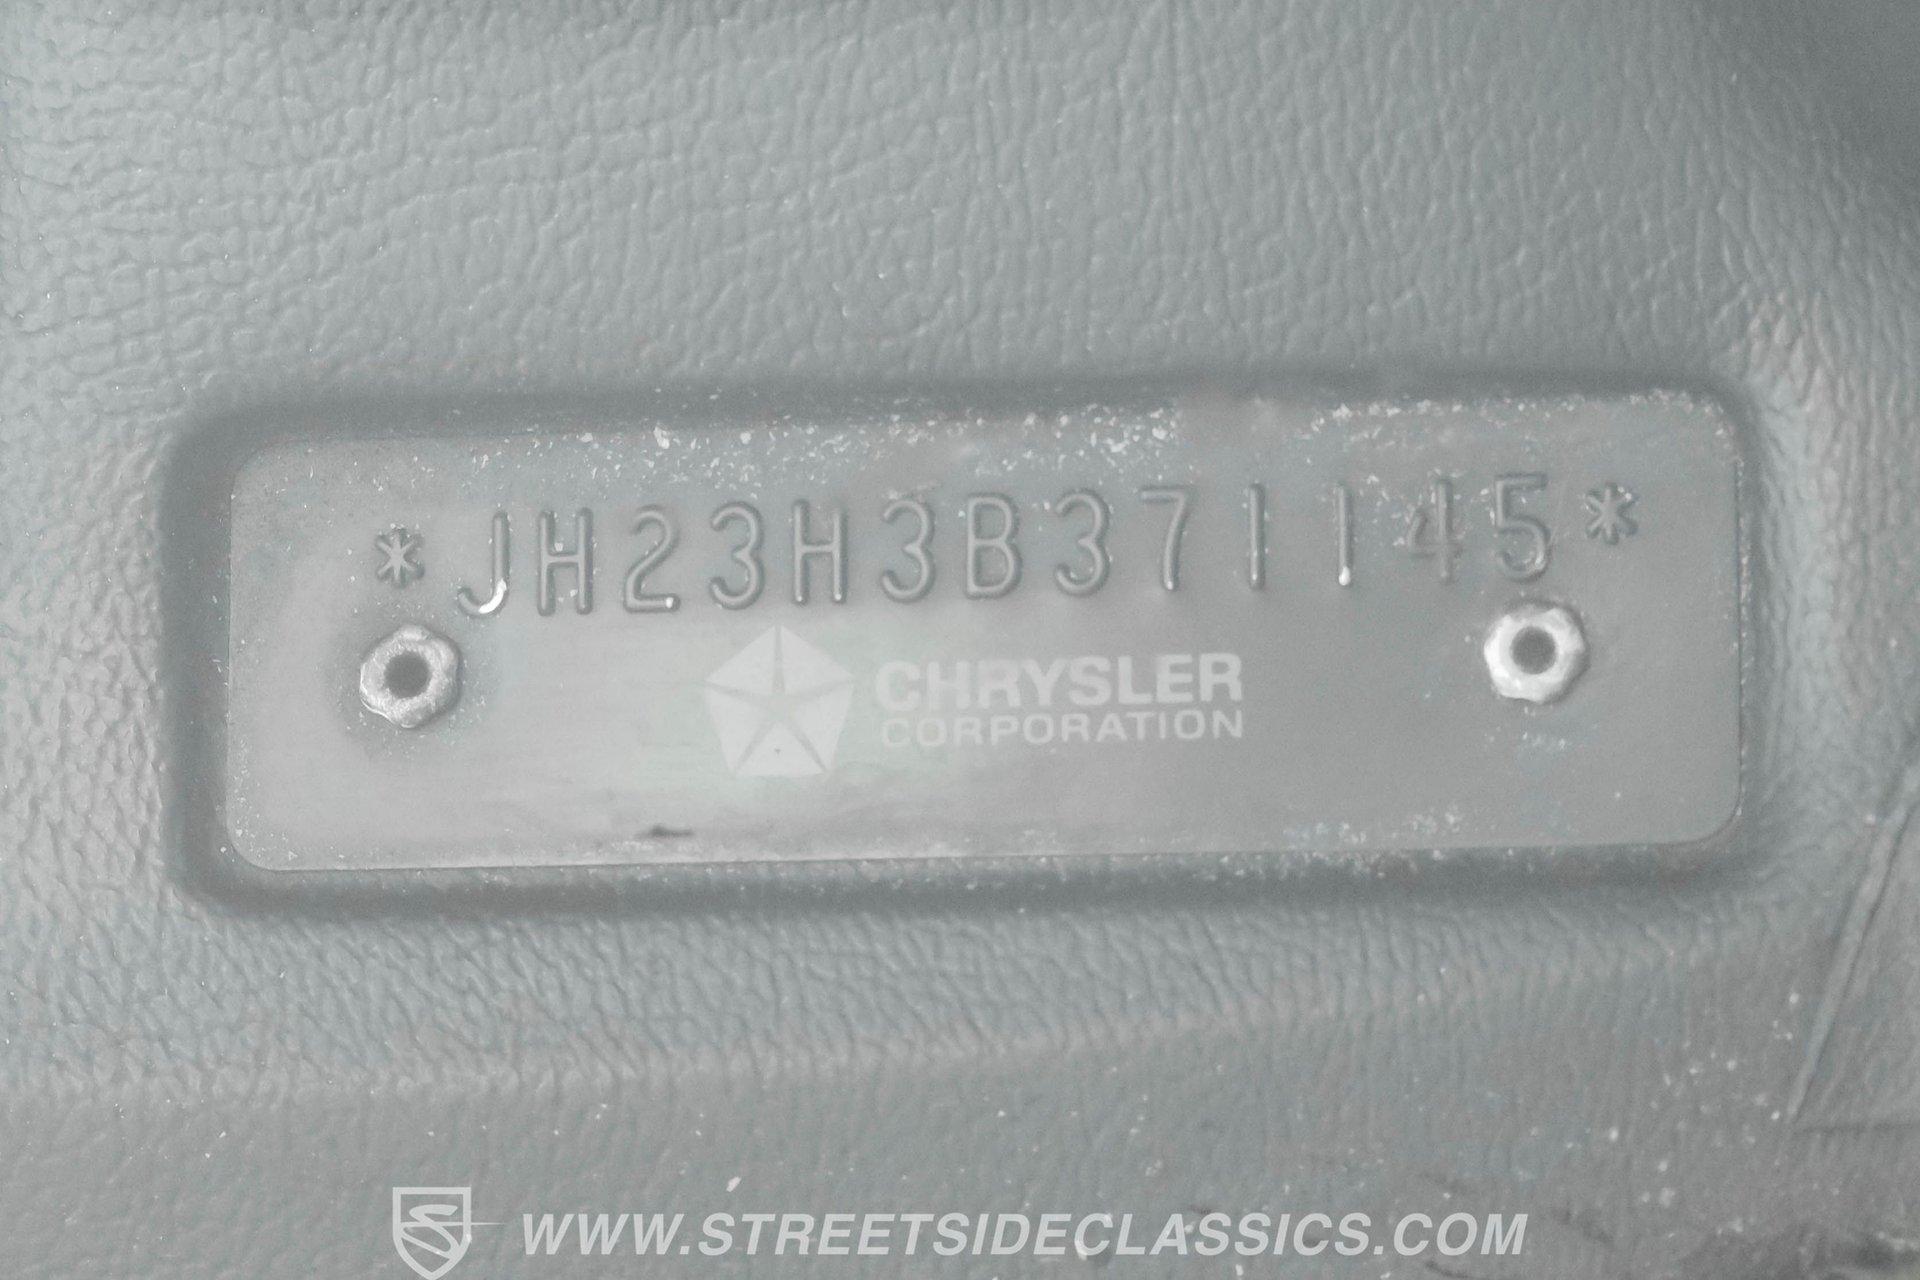 *JH23H3B371145*
CHRYSLER
CORPORATION
WWW.STREETSIDECLASSICS.COM